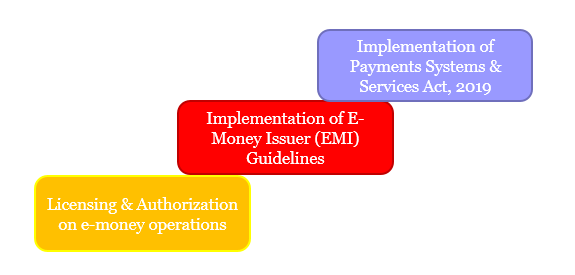 Implementation of
Payments Systems &
Services Act, 2019
Implementation of E-
Money Issuer (EMI)
Guidelines
Licensing & Authorization
on e-money operations